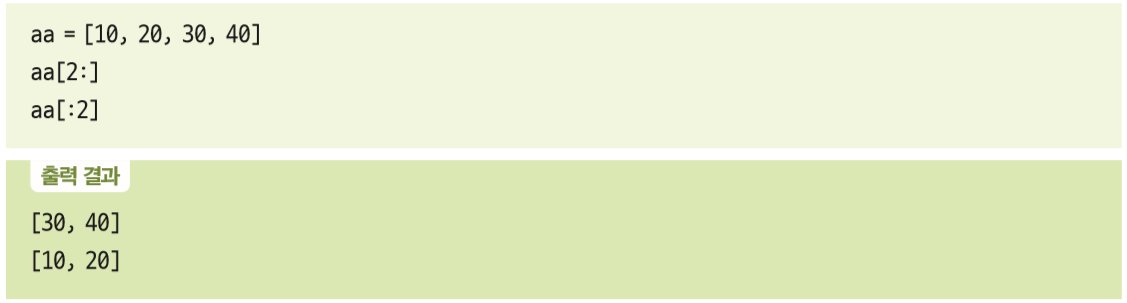 aa = [10, 20, 30, 40]
aa[2:]
aa[:2]
출력 결과
[30, 40]
[10, 20]